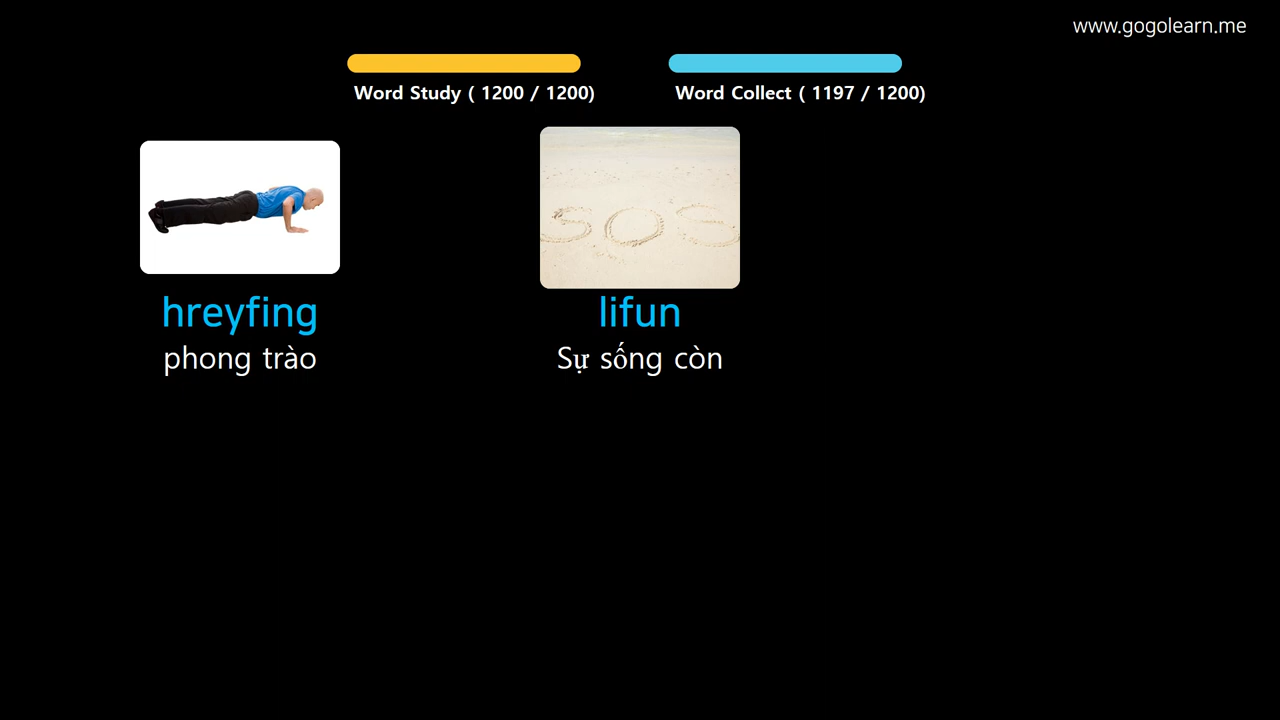 www.gogolearn.me
Word Study ( 1200 / 1200)
Word Collect ( 1197 / 1200)
SOS
hreyfing
lifun
phong trào
Sự sống còn